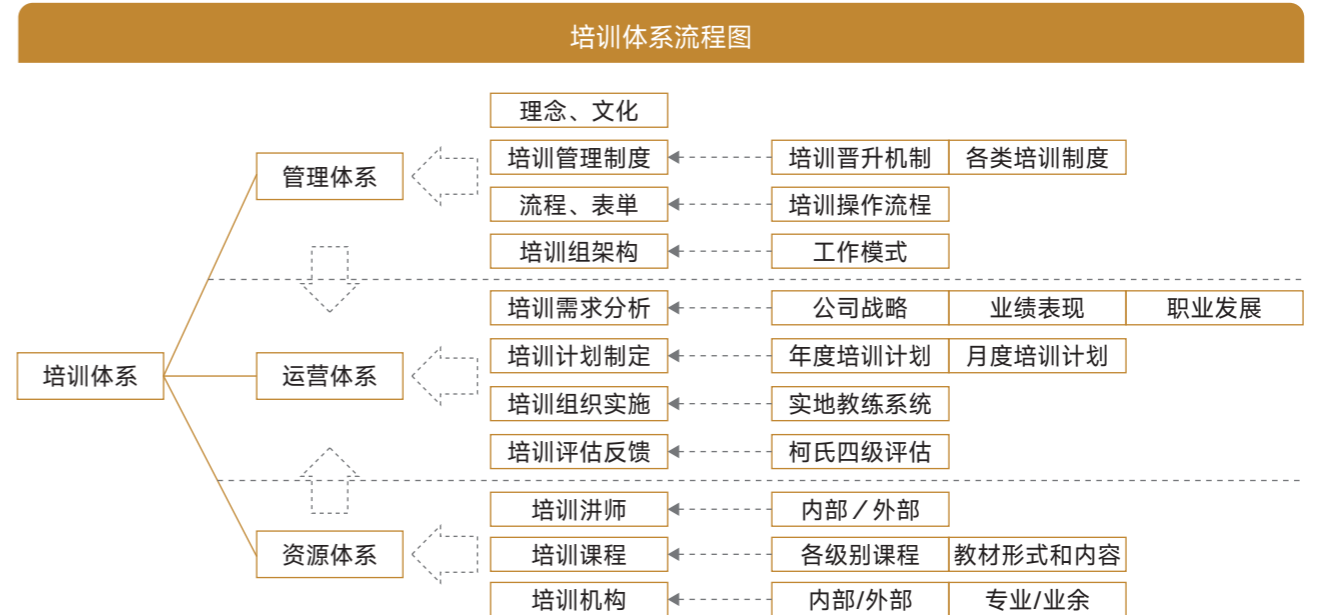 培训体系流程图
理念、文化
管理体系
培训管理制度
培训晋升机制
各类培训制度
流程、表单
培训操作流程
培训组架构
工作模式
培训需求分析
公司战略
业绩表现
职业发展
培训体系
运营体系
培训计划制定
年度培训计划
月度培训计划
培训组织实施
实地教练系统
培训评估反馈
柯氏四级评估
培训洪师
内部／外部
资源体系
培训课程
各级别课程
教材形式和内容
培训机构
内部/外部
专业/业余